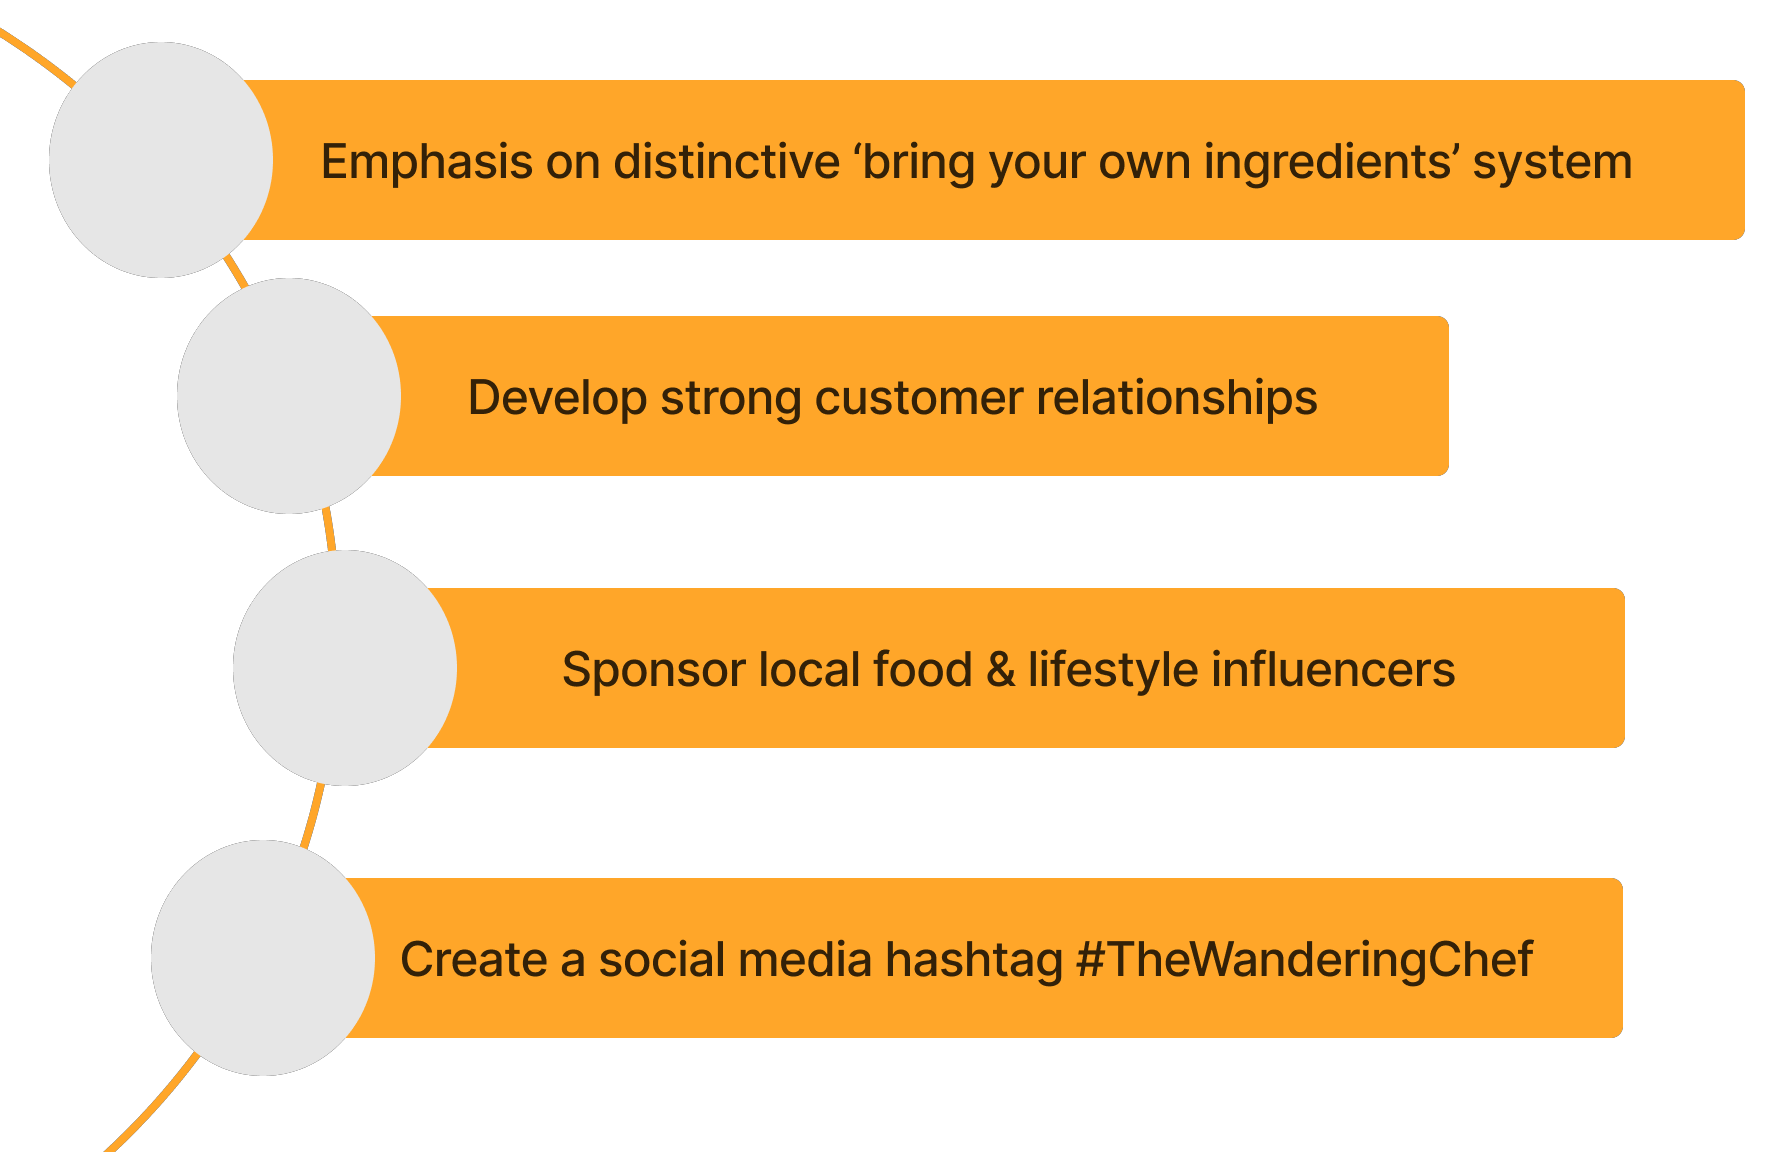 Emphasis on distinctive ‘bring your own ingredients’ system
Develop strong customer relationships
Sponsor local food & lifestyle influencers
Create a social media hashtag #TheWanderingChef